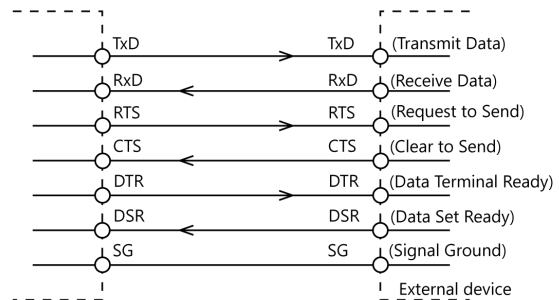 TxD TxD (Transmit Data)
RxD RxD (Receive Data)
RTS RTS (Request to Send)
CTS CTS (Clear to Send)
DTR DTR (Data Terminal Ready)
DSR DSR (Data Set Ready)
SG SG (Signal Ground)
External device